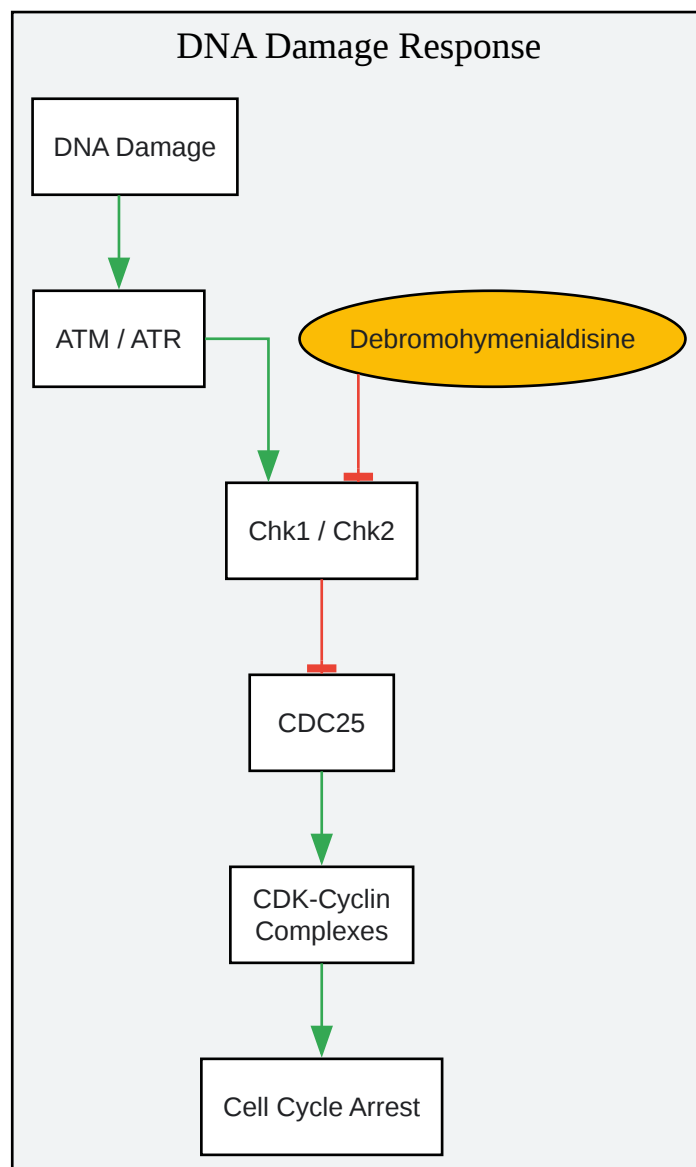 DNA Damage Response
DNA Damage
ATM / ATR
Debromohymenialdisine
Chk1 / Chk2
CDC25
CDK-Cyclin
Complexes
Cell Cycle Arrest